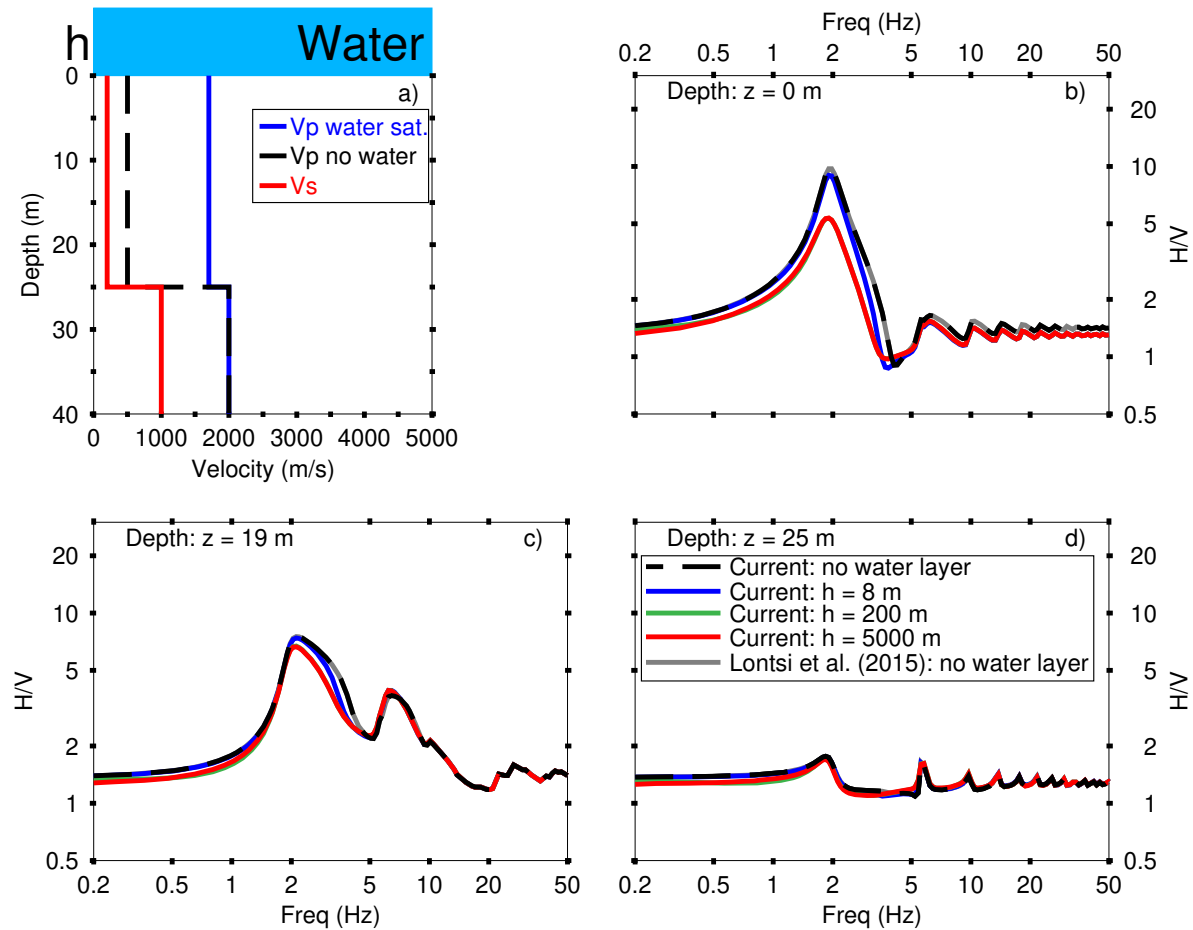 h
Water
0
10
20
30
40
Depth (m)
a)
Vp water sat.
Vp no water
Vs
0 1000 2000 3000 4000 5000
Velocity (m/s)
Freq (Hz)
0.2 0.5 1 2 5 10 20 50
Depth: z = 0 m
b)
20
10
5
2
1
0.5
H/V
Depth: z = 19 m
c)
20
10
5
2
1
0.5
H/V
0.2 0.5 1 2 5 10 20 50
Freq (Hz)
Depth: z = 25 m
d)
Current: no water layer
Current: h = 8 m
Current: h = 200 m
Current: h = 5000 m
Lontsi et al. (2015): no water layer
20
10
5
2
1
0.5
H/V
0.2 0.5 1 2 5 10 20 50
Freq (Hz)